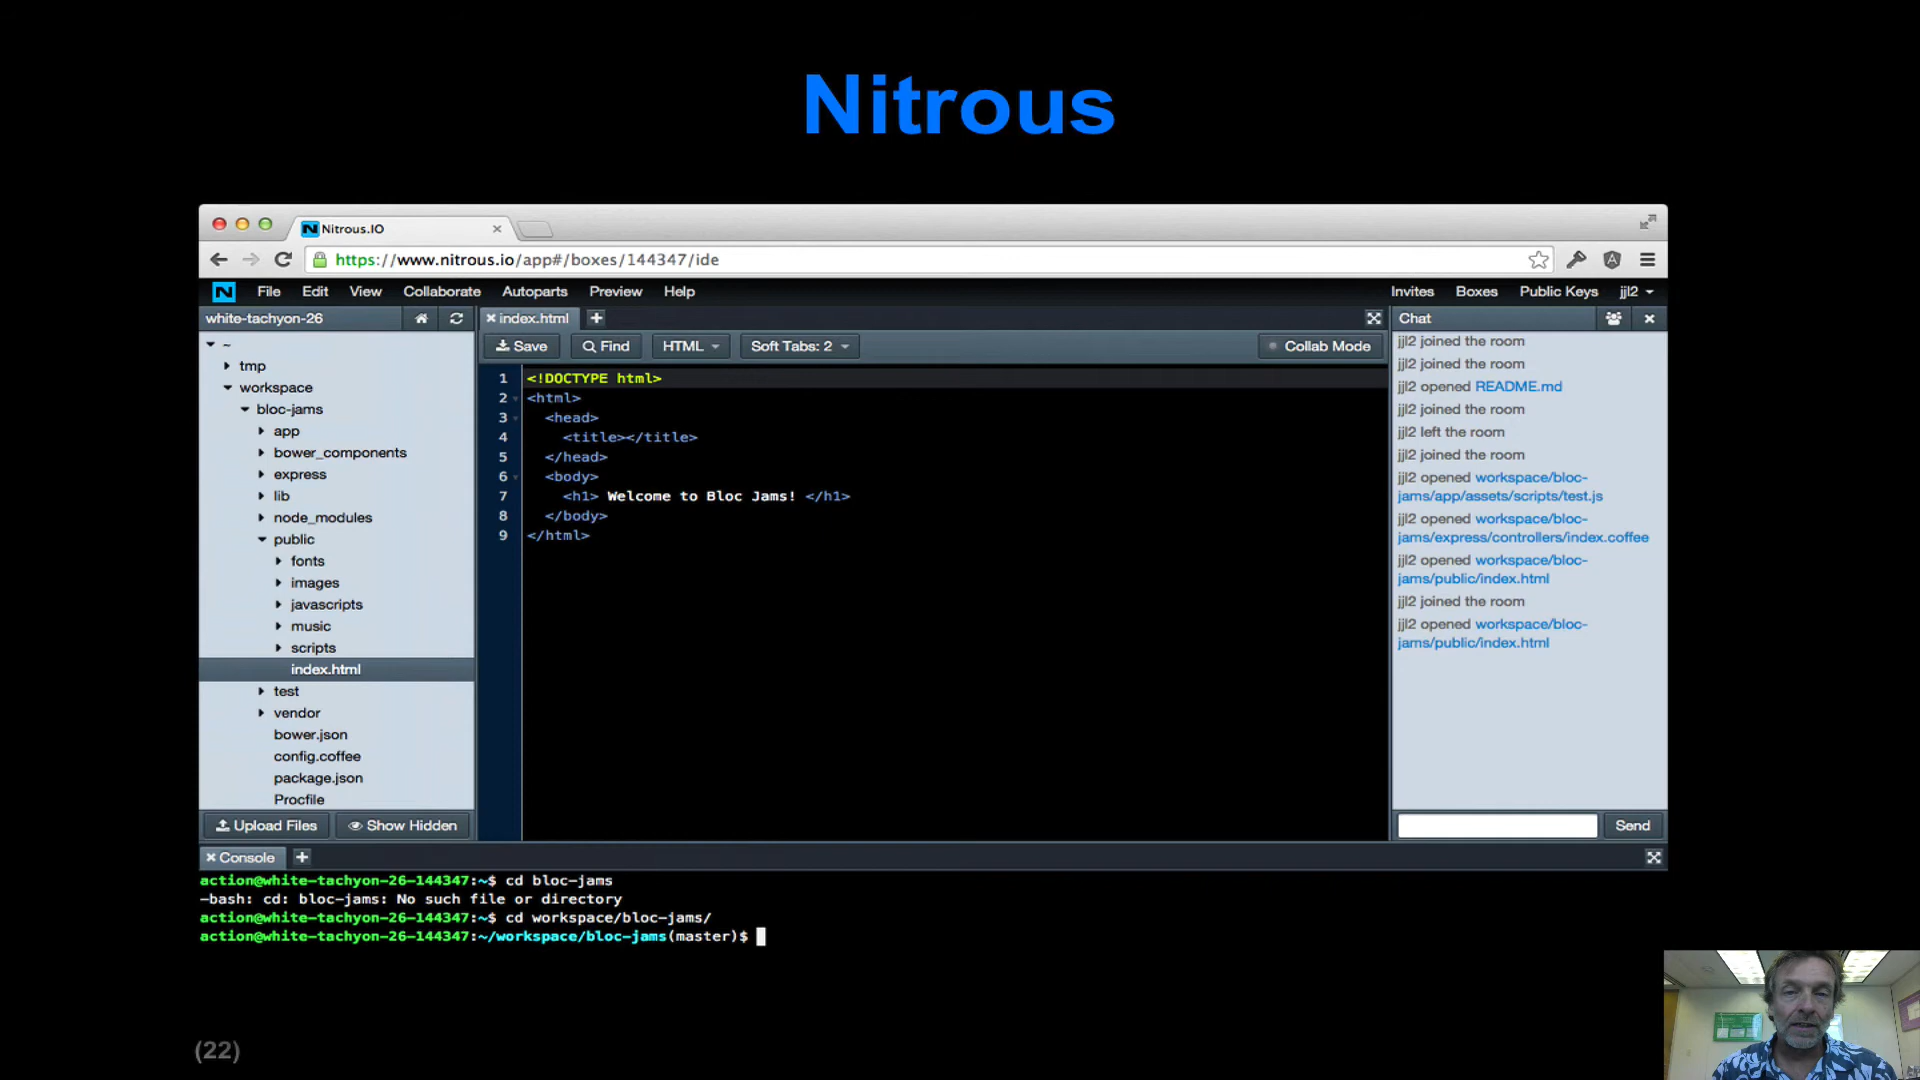 Nitrous
Nitrous.IO
https://www.nitrous.io/app#/boxes/144347/ide
File Edit View Collaborate Autoparts Preview Help
Invites Boxes Public Keys jjl2
white-tachyon-26
~
tmp
workspace
bloc-jams
app
bower_components
express
lib
node_modules
public
fonts
images
javascripts
music
scripts
index.html
test
vendor
bower.json
config.coffee
package.json
Procfile
Upload Files Show Hidden
index.html
Save Find HTML Soft Tabs: 2 Collab Mode
1 <!DOCTYPE html>
2 <html>
3 <head>
4 <title></title>
5 </head>
6 <body>
7 <h1> Welcome to Bloc Jams! </h1>
8 </body>
9 </html>
Chat
jjl2 joined the room
jjl2 joined the room
jjl2 opened README.md
jjl2 joined the room
jjl2 left the room
jjl2 joined the room
jjl2 opened workspace/bloc-
jams/app/assets/scripts/test.js
jjl2 opened workspace/bloc-
jams/express/controllers/index.coffee
jjl2 opened workspace/bloc-
jams/public/index.html
jjl2 joined the room
jjl2 opened workspace/bloc-
jams/public/index.html
Send
Console
action@white-tachyon-26-144347:~$ cd bloc-jams
-bash: cd: bloc-jams: No such file or directory
action@white-tachyon-26-144347:~$ cd workspace/bloc-jams/
action@white-tachyon-26-144347:~/workspace/bloc-jams(master)$
(22)